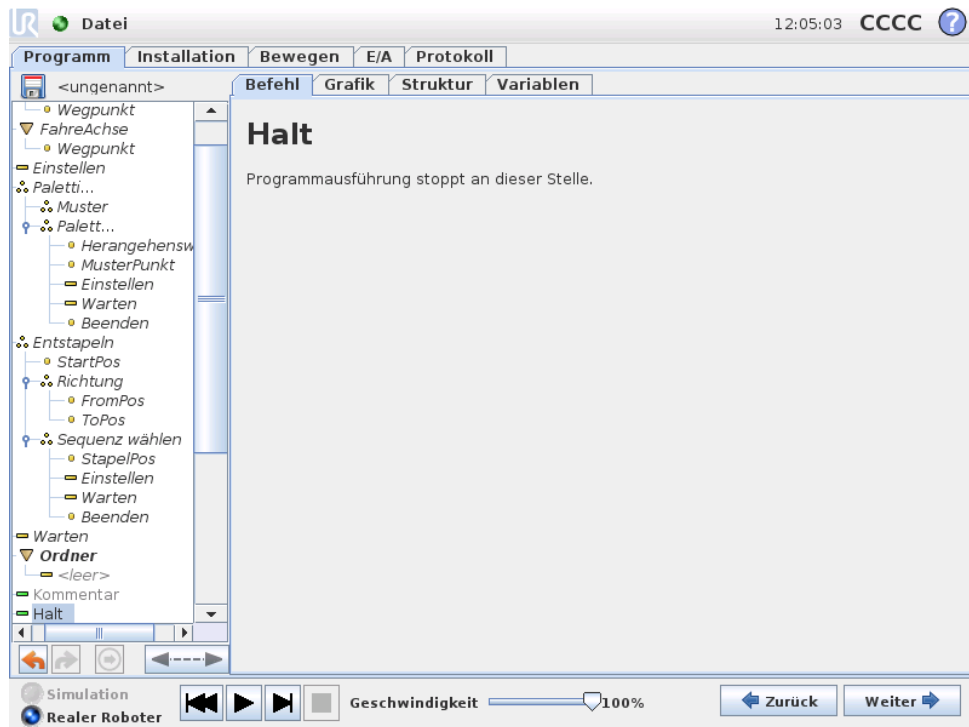 UR Datei 12:05:03 CCCC ?
Programm Installation Bewegen E/A Protokoll
<ungenannt>
Befehl Grafik Struktur Variablen
Wegpunkt
FahreAchse
Wegpunkt
Einstellen
Paletti...
Muster
Palett...
Herangehensw
MusterPunkt
Einstellen
Warten
Beenden
Entstapeln
StartPos
Richtung
FromPos
ToPos
Sequenz wählen
StapelPos
Einstellen
Warten
Beenden
Warten
Ordner
<leer>
Kommentar
Halt
Halt
Programmausführung stoppt an dieser Stelle.
Simulation
Realer Roboter
Geschwindigkeit 100%
Zurück Weiter